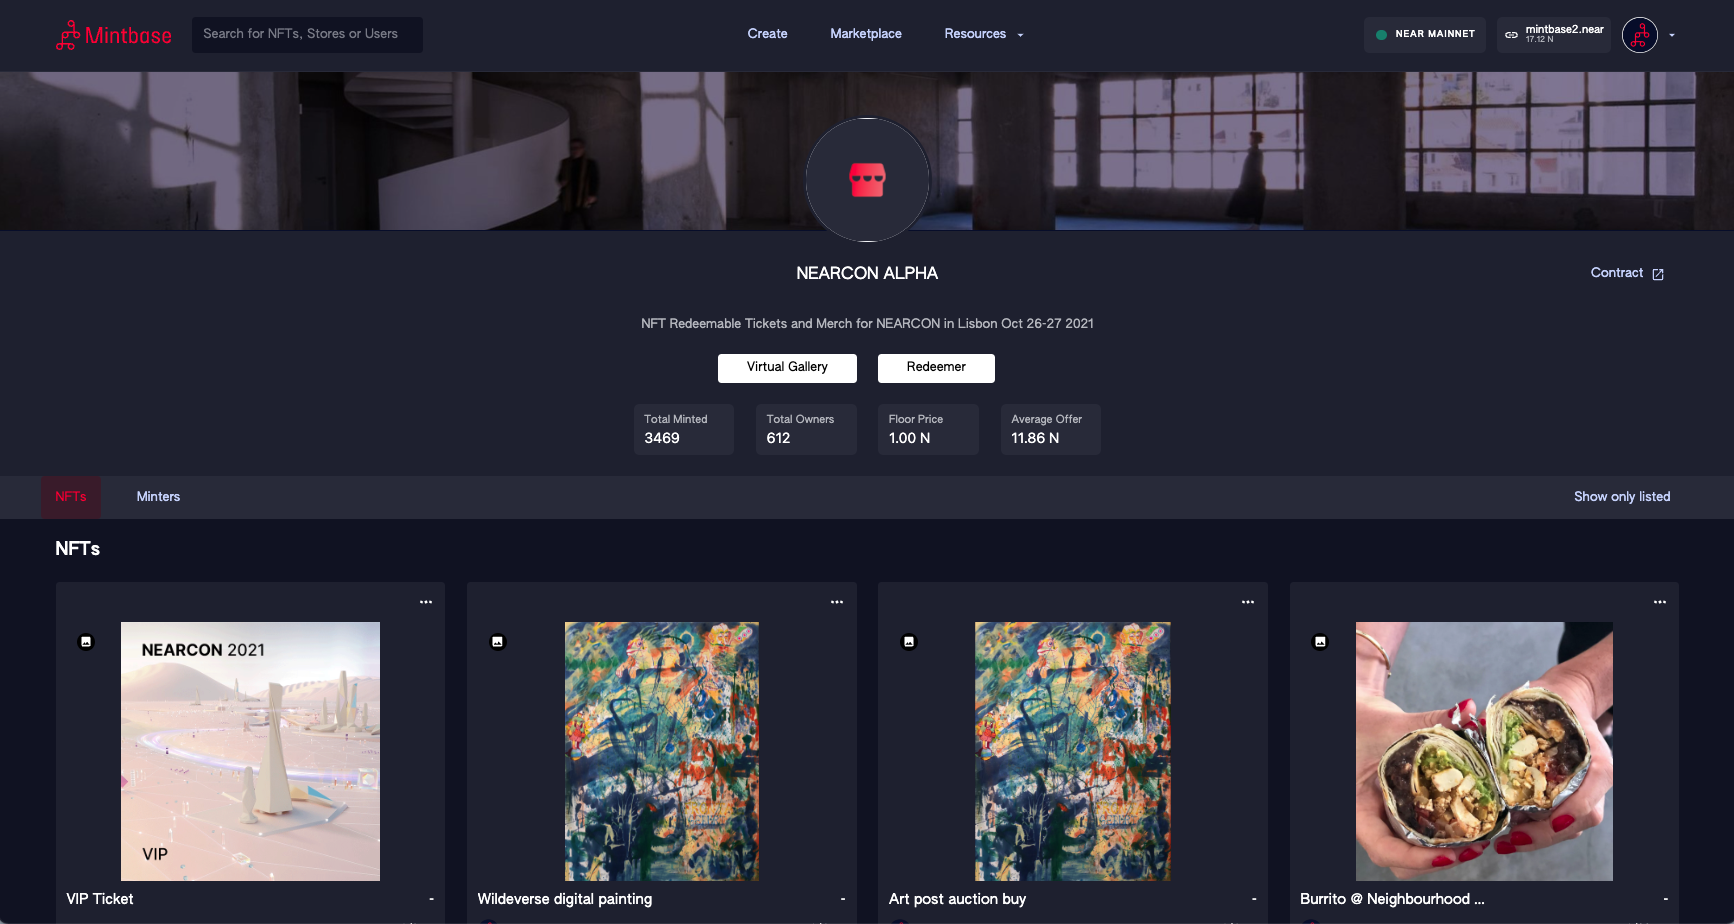 Mintbase
Search for NFTs, Stores or Users
Create
Marketplace
Resources
NEAR MAINNET
mintbase2.near
17.12 N
NEARCON ALPHA
Contract
NFT Redeemable Tickets and Merch for NEARCON in Lisbon Oct 26-27 2021
Virtual Gallery
Redeemer
Total Minted
3469
Total Owners
612
Floor Price
1.00 N
Average Offer
11.86 N
NFTs
Minters
Show only listed
NFTs
NEARCON 2021
VIP
VIP Ticket
-
Wildeverse digital painting
-
Art post auction buy
-
Burrito @ Neighbourhood ...
-